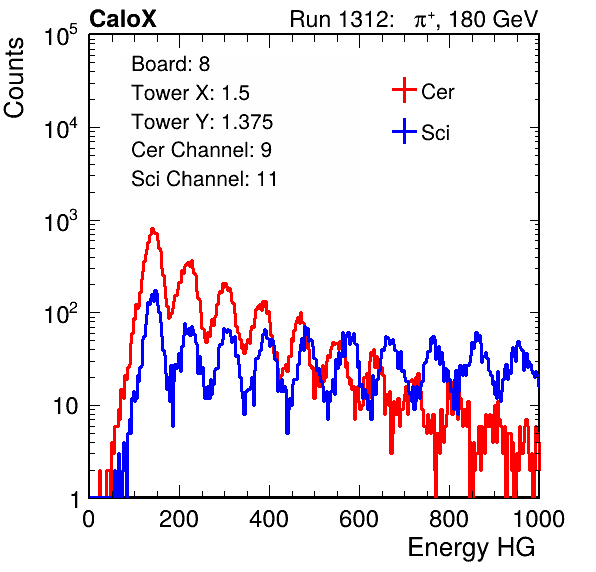 CaloX Run 1312: π⁺, 180 GeV
Counts
10⁵
10⁴
10³
10²
10
1
Board: 8
Tower X: 1.5
Tower Y: 1.375
Cer Channel: 9
Sci Channel: 11
Cer
Sci
0 200 400 600 800 1000
Energy HG